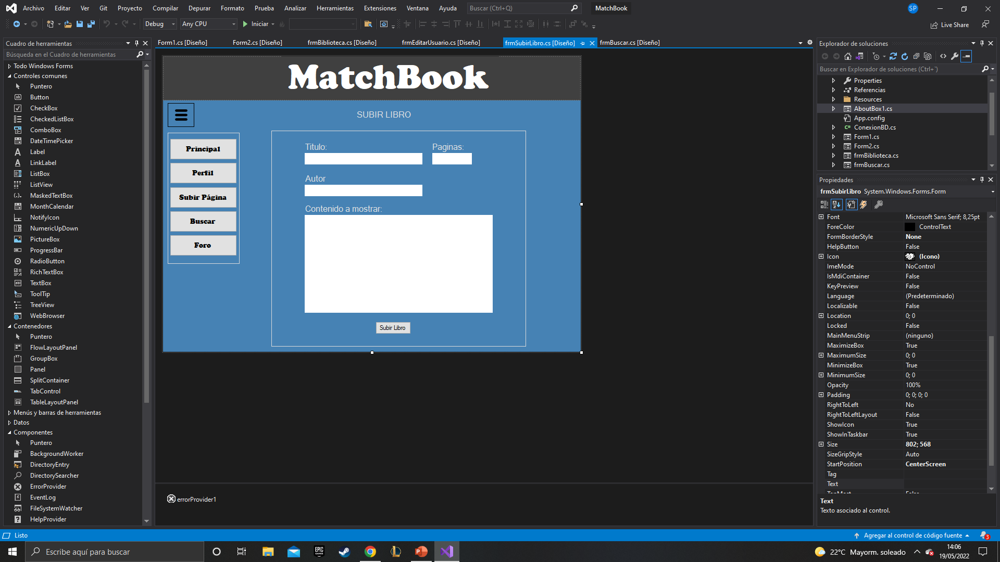 Archivo Editar Ver Git Proyecto Compilar Depurar Formato Prueba Analizar Herramientas Extensiones Ventana Ayuda Buscar (Ctrl+Q) MatchBook SP
Debug Any CPU Iniciar Live Share
Cuadro de herramientas
Búsqueda en el Cuadro de herramientas
Todo Windows Forms
Controles comunes
Puntero
Button
CheckBox
CheckedListBox
ComboBox
DateTimePicker
Label
LinkLabel
ListBox
ListView
MaskedTextBox
MonthCalendar
NotifyIcon
NumericUpDown
PictureBox
ProgressBar
RadioButton
RichTextBox
TextBox
ToolTip
TreeView
WebBrowser
Contenedores
Puntero
FlowLayoutPanel
GroupBox
Panel
SplitContainer
TabControl
TableLayoutPanel
Menús y barras de herramientas
Datos
Componentes
Puntero
BackgroundWorker
DirectoryEntry
DirectorySearcher
ErrorProvider
EventLog
FileSystemWatcher
HelpProvider
Form1.cs [Diseño] Form2.cs [Diseño] frmBiblioteca.cs [Diseño] frmEditarUsuario.cs [Diseño] frmSubirLibro.cs [Diseño] frmBuscar.cs [Diseño]
MatchBook
SUBIR LIBRO
Principal
Perfil
Subir Página
Buscar
Foro
Titulo: Paginas:
Autor
Contenido a mostrar:
Subir Libro
errorProvider1
Explorador de soluciones
Buscar en Explorador de soluciones (Ctrl+`)
Properties
Referencias
Resources
AboutBox1.cs
App.config
C# ConexionBD.cs
Form1.cs
Form2.cs
frmBiblioteca.cs
frmBuscar.cs
Propiedades
frmSubirLibro System.Windows.Forms.Form
Font Microsoft Sans Serif; 8,25pt
ForeColor ControlText
FormBorderStyle None
HelpButton False
Icon (Icono)
ImeMode NoControl
IsMdiContainer False
KeyPreview False
Language (Predeterminado)
Localizable False
Location 0; 0
Locked False
MainMenuStrip (ninguno)
MaximizeBox True
MaximumSize 0; 0
MinimizeBox True
MinimumSize 0; 0
Opacity 100%
Padding 0; 0; 0; 0
RightToLeft No
RightToLeftLayout False
ShowIcon True
ShowInTaskbar True
Size 802; 568
SizeGripStyle Auto
StartPosition CenterScreen
Tag
Text
TopMost False
Text
Texto asociado al control.
Listo Agregar al control de código fuente 3
Escribe aquí para buscar EPIC GAMES 22°C Mayorm. soleado 14:06
19/05/2022